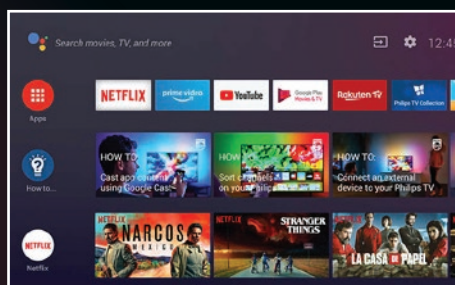 Search movies, TV, and more
12:45
NETFLIX
prime video
YouTube
Google Play
Movies & TV
Rakuten TV
Philips TV Collection
Apps
HOW TO:
Cast app content
using Google Cast
HOW TO:
Sort channels
on your Philips
HOW TO:
Connect an external
device to your Philips TV
How to...
NETFLIX
NARCOS
MEXICO
NETFLIX
STRANGER
THINGS
NETFLIX
LA CASA DE PAPEL
NETFLIX
Netflix